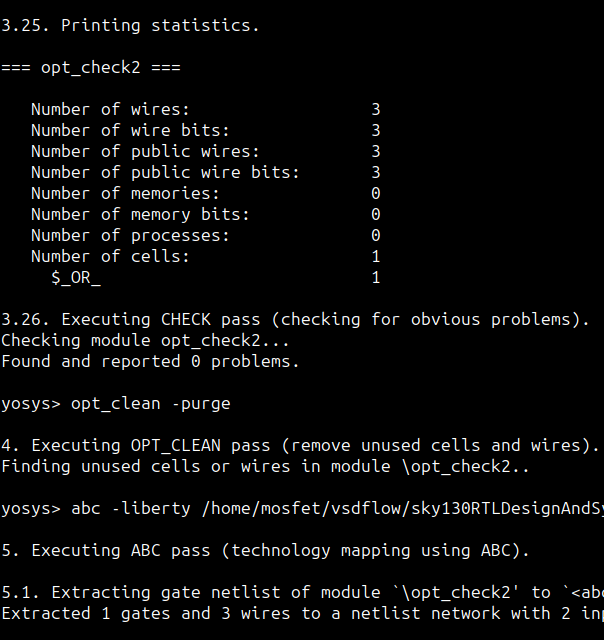 3.25. Printing statistics.
=== opt_check2 ===
Number of wires: 3
Number of wire bits: 3
Number of public wires: 3
Number of public wire bits: 3
Number of memories: 0
Number of memory bits: 0
Number of processes: 0
Number of cells: 1
$_OR_ 1
3.26. Executing CHECK pass (checking for obvious problems).
Checking module opt_check2...
Found and reported 0 problems.
yosys> opt_clean -purge
4. Executing OPT_CLEAN pass (remove unused cells and wires).
Finding unused cells or wires in module \opt_check2..
yosys> abc -liberty /home/mosfet/vsdflow/sky130RTLDesignAndSy
5. Executing ABC pass (technology mapping using ABC).
5.1. Extracting gate netlist of module `\opt_check2' to `<abc
Extracted 1 gates and 3 wires to a netlist network with 2 inp